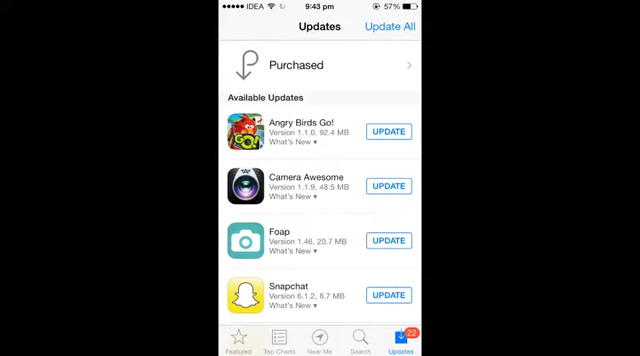 IDEA 9:43 pm 57%
Updates Update All
Purchased
Available Updates
Angry Birds Go!
Version 1.1.0, 92.4 MB
What's New ▾
UPDATE
GO!
Camera Awesome
Version 1.1.9, 48.5 MB
What's New ▾
UPDATE
Foap
Version 1.46, 20.7 MB
What's New ▾
UPDATE
Snapchat
Version 6.1.2, 8.7 MB
What's New ▾
UPDATE
22
Featured Top Charts Near Me Search Updates